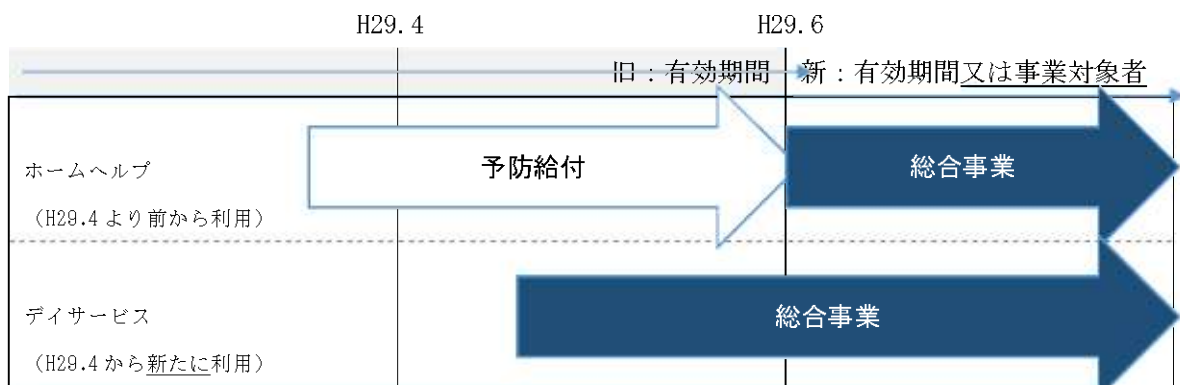 H29.4 H29.6
旧：有効期間 新：有効期間又は事業対象者
ホームヘルプ 予防給付 総合事業
（H29.4より前から利用）
デイサービス 総合事業
（H29.4から新たに利用）